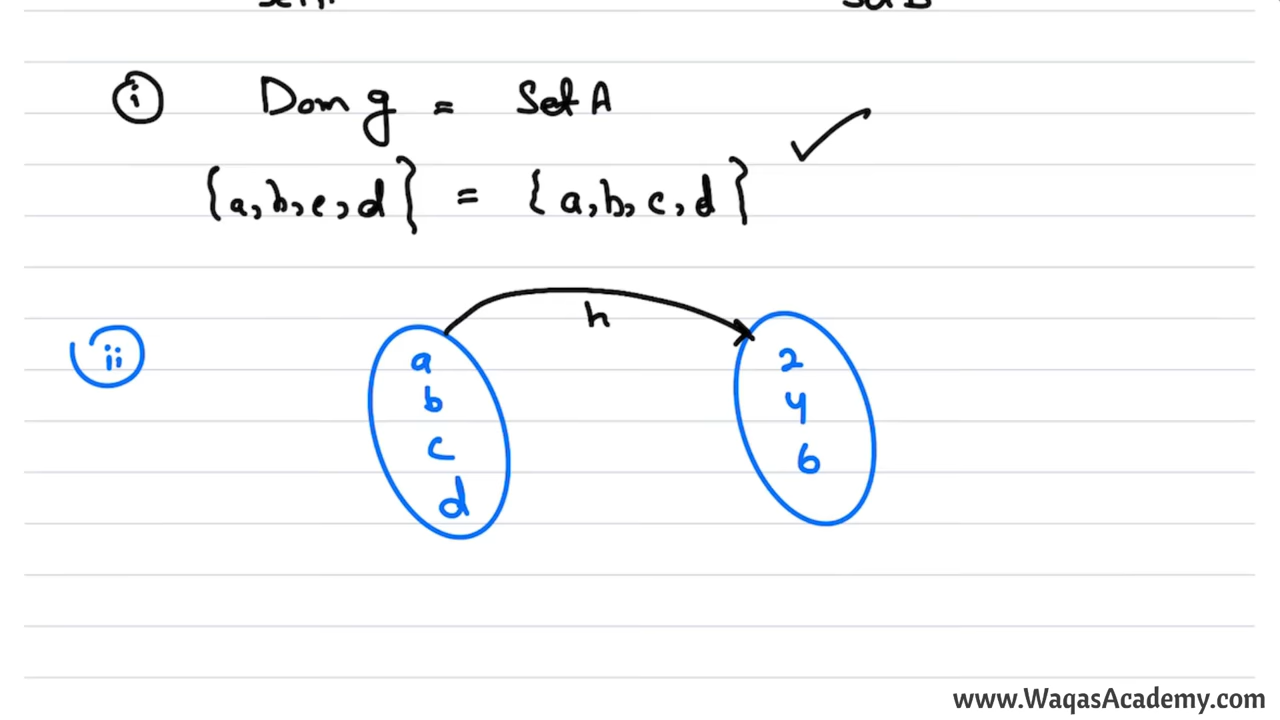 i Dom g = Set A
{a, b, c, d} = {a, b, c, d}
h
ii
a
b
c
d
2
4
6
www.WaqasAcademy.com